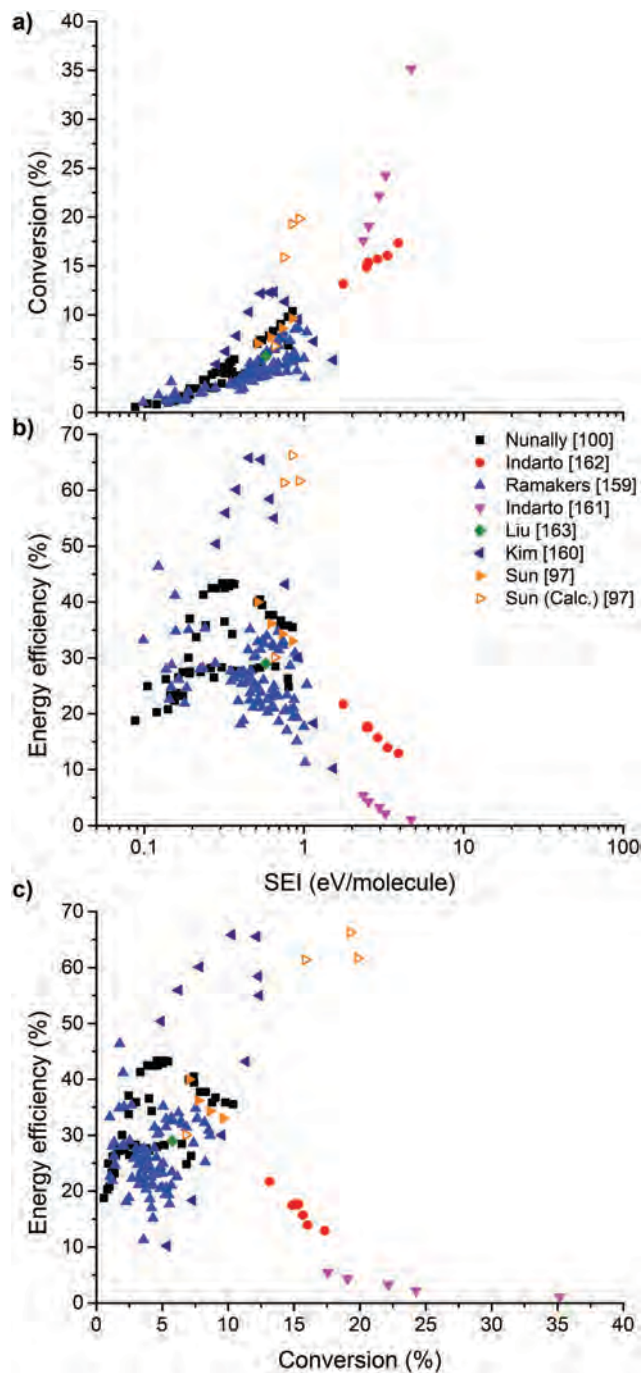 a)
40
35
30
25
20
15
10
5
0
Conversion (%)
b)
70
60
50
40
30
20
10
0
Energy efficiency (%)
Nunally [100]
Indarto [162]
Ramakers [159]
Indarto [161]
Liu [163]
Kim [160]
Sun [97]
Sun (Calc.) [97]
0.1 1 10 100
SEI (eV/molecule)
c)
70
60
50
40
30
20
10
0
Energy efficiency (%)
0 5 10 15 20 25 30 35 40
Conversion (%)